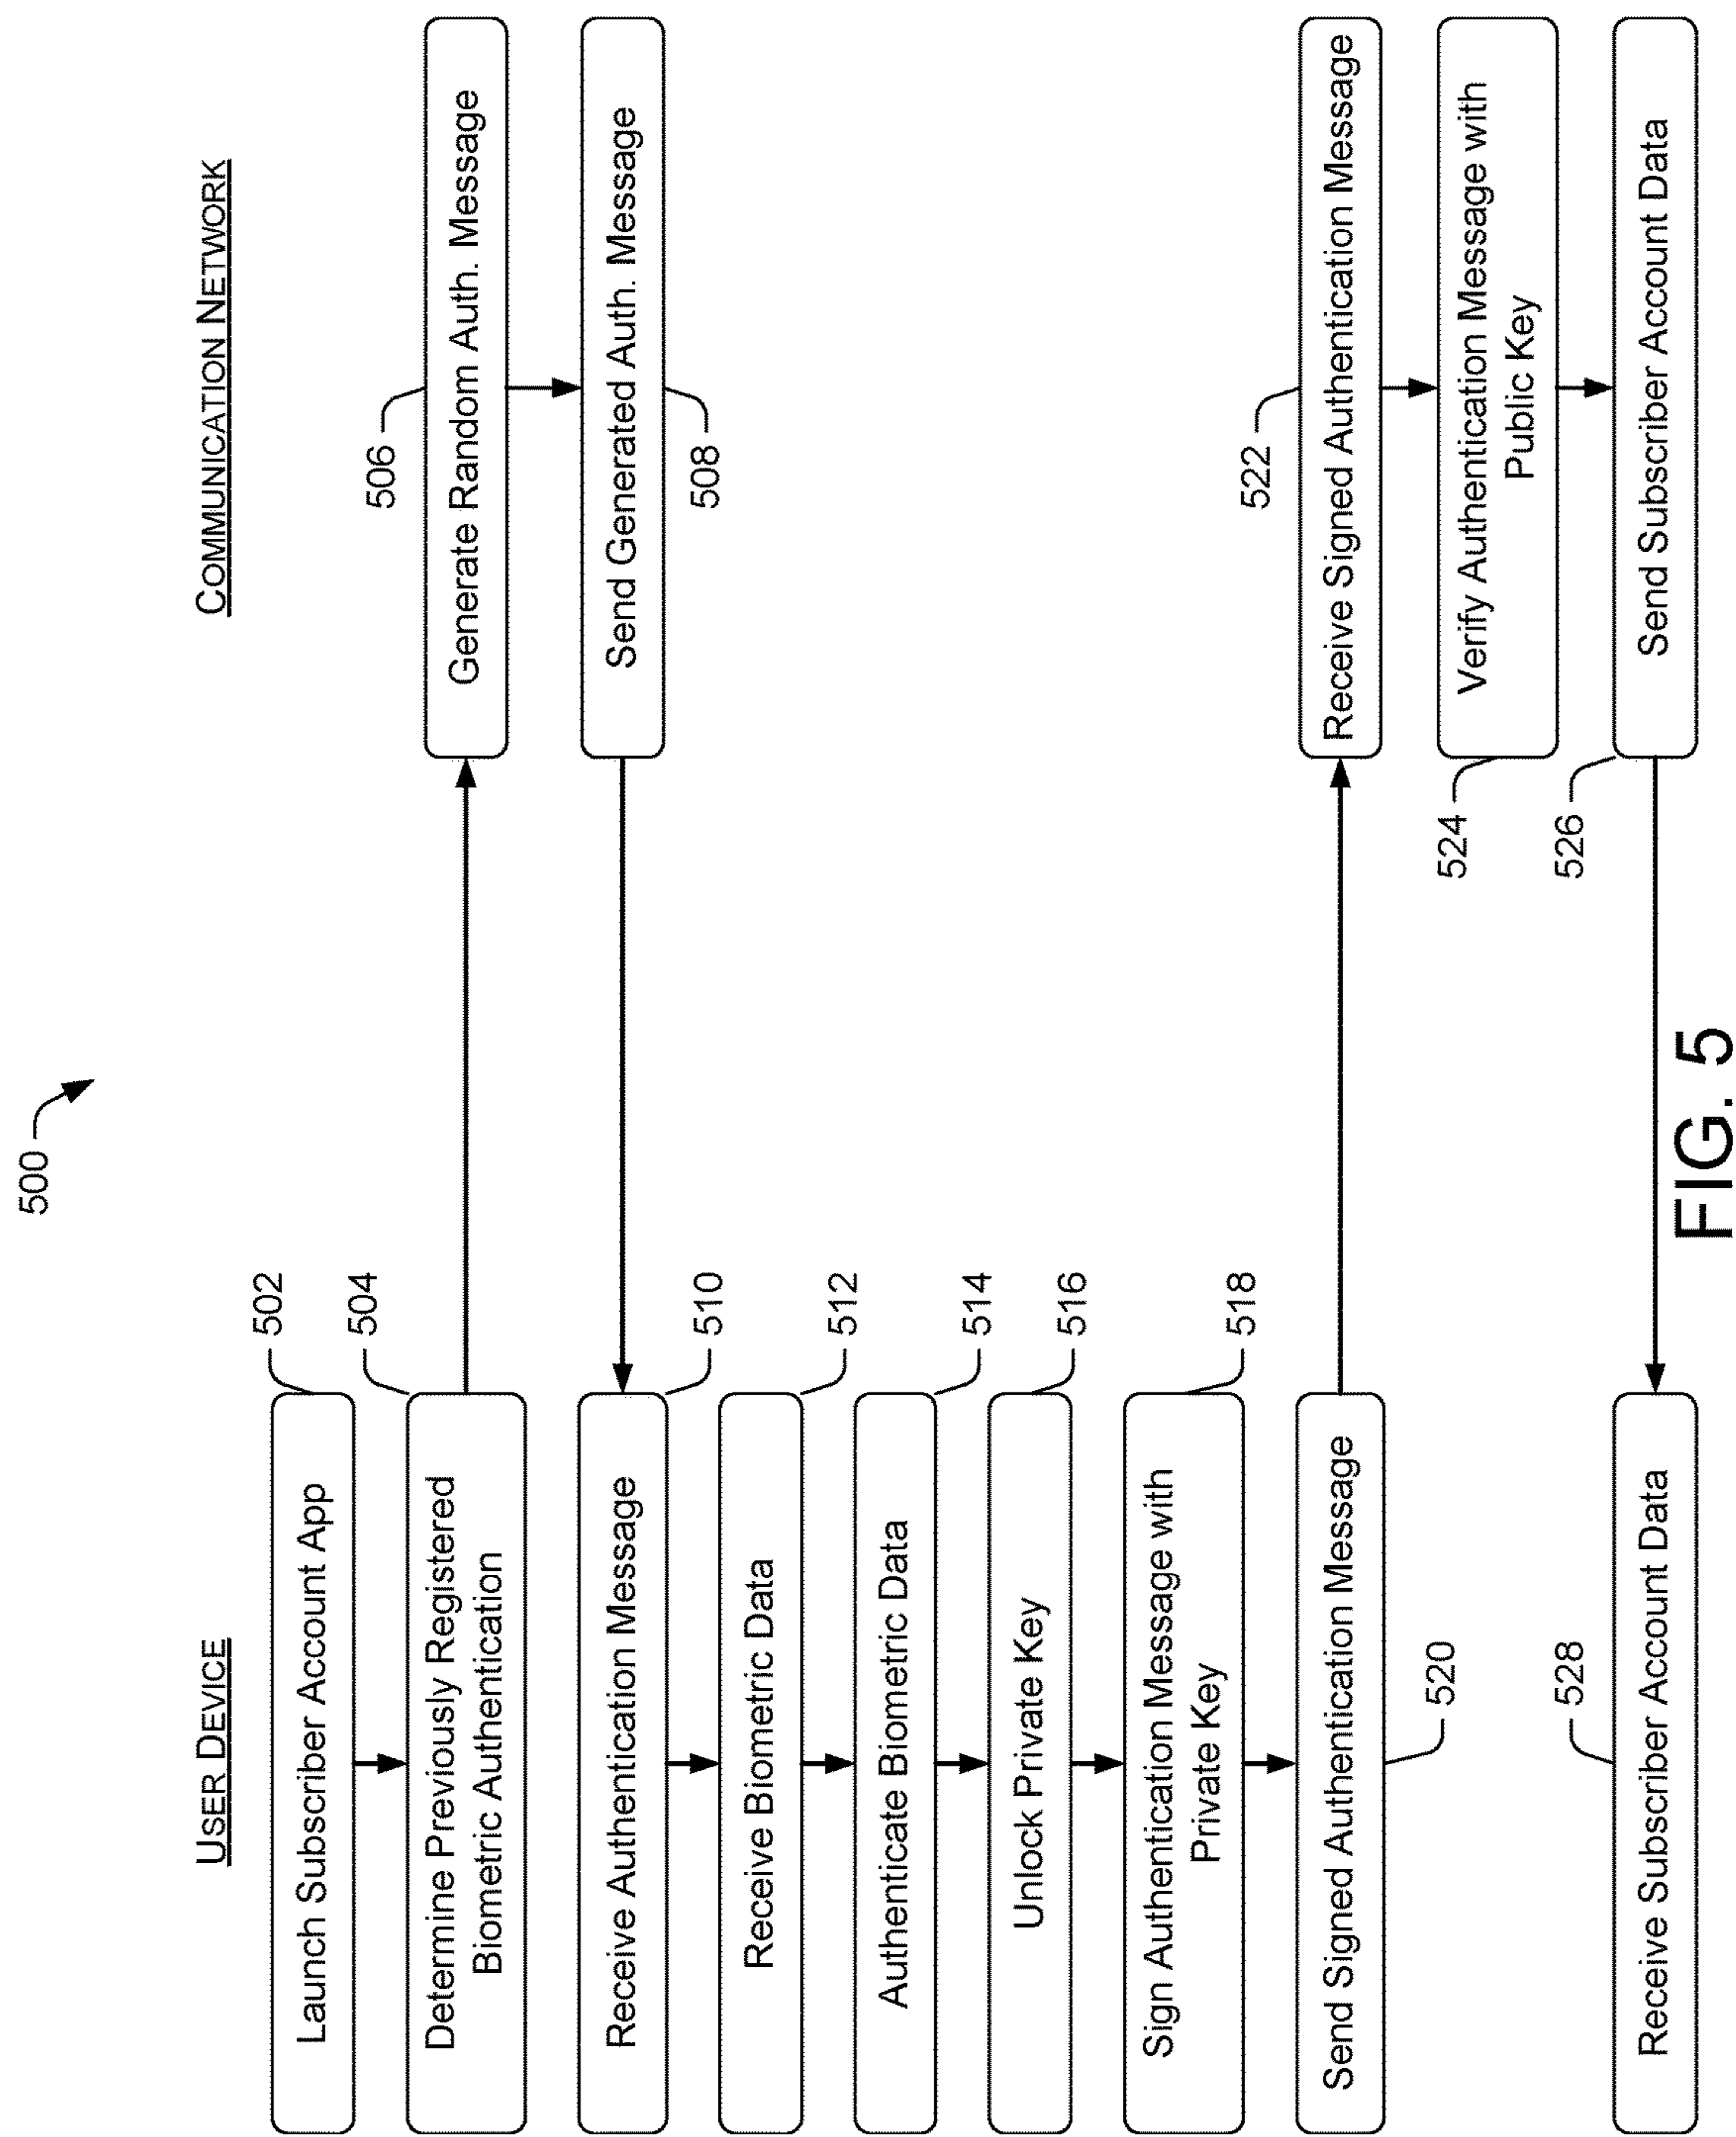 500
USER DEVICE
COMMUNICATION NETWORK
502
Launch Subscriber Account App
504
Determine Previously Registered
Biometric Authentication
506
Generate Random Auth. Message
Send Generated Auth. Message
508
Receive Authentication Message
510
Receive Biometric Data
512
Authenticate Biometric Data
514
Unlock Private Key
516
Sign Authentication Message with
Private Key
518
Send Signed Authentication Message
520
522
Receive Signed Authentication Message
Verify Authentication Message with
Public Key
524
526
Send Subscriber Account Data
528
Receive Subscriber Account Data
FIG. 5